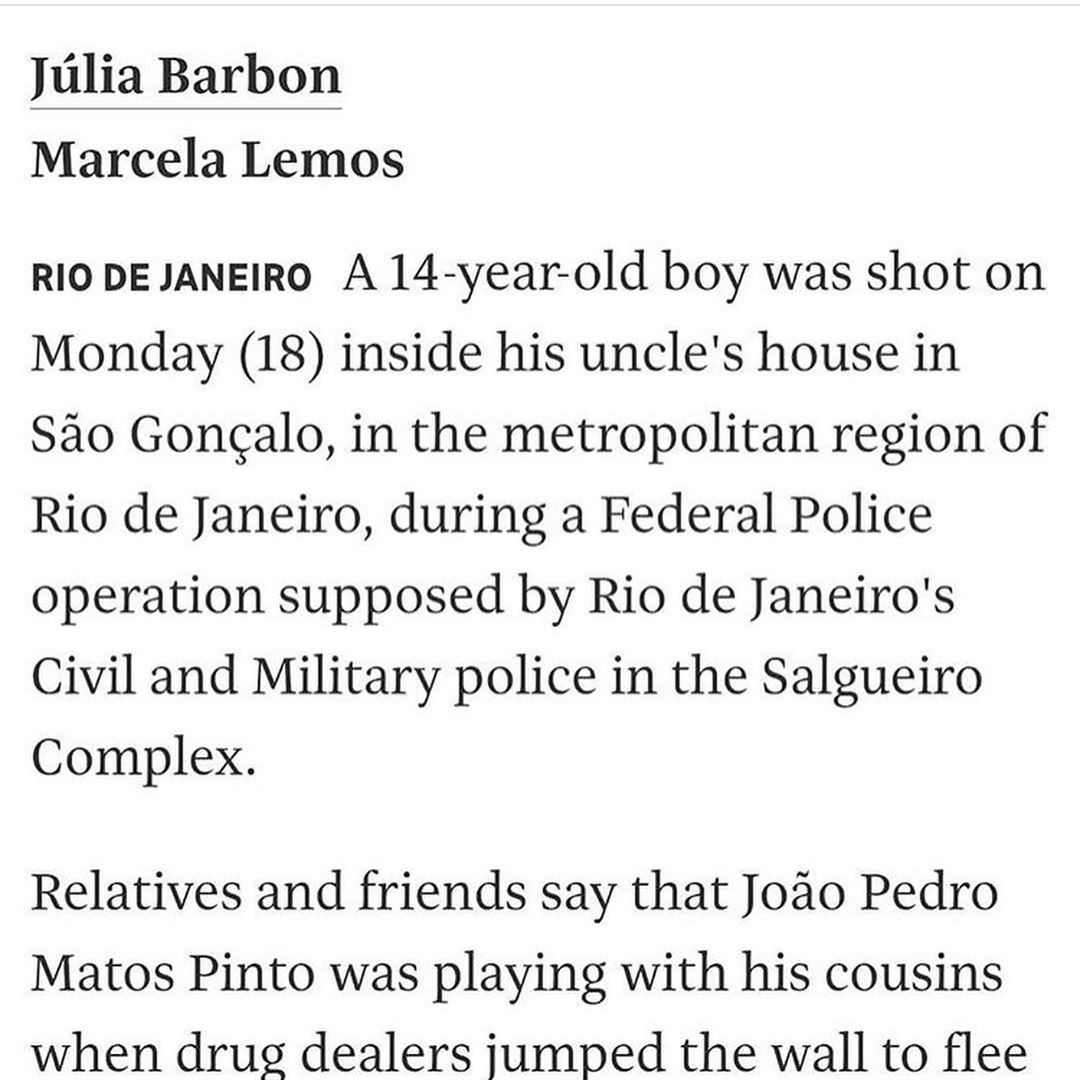 Júlia Barbon
Marcela Lemos
RIO DE JANEIRO A 14-year-old boy was shot on
Monday (18) inside his uncle's house in
São Gonçalo, in the metropolitan region of
Rio de Janeiro, during a Federal Police
operation supposed by Rio de Janeiro's
Civil and Military police in the Salgueiro
Complex.
Relatives and friends say that João Pedro
Matos Pinto was playing with his cousins
when drug dealers jumped the wall to flee